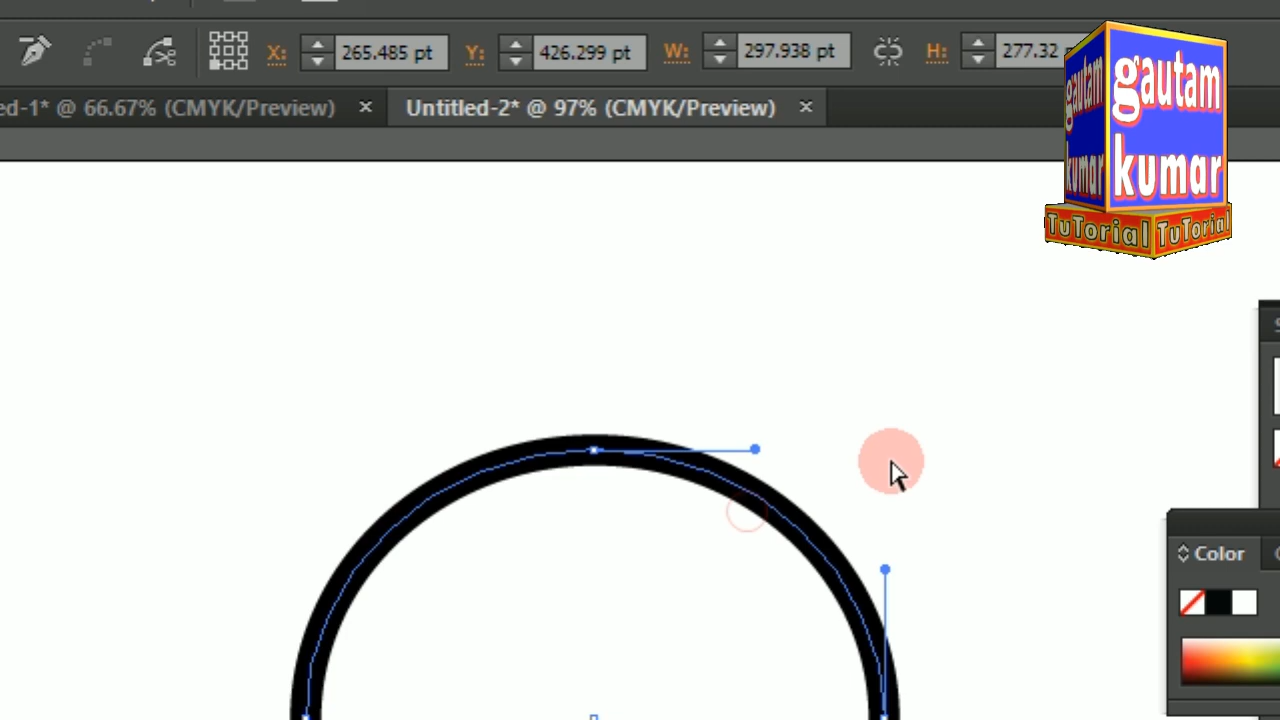 X: 265.485 pt Y: 426.299 pt W: 297.938 pt H: 277.32
ed-1* @ 66.67% (CMYK/Preview) × Untitled-2* @ 97% (CMYK/Preview) ×
gautam gautam
kumar kumar
TuTorial TuTorial
Color